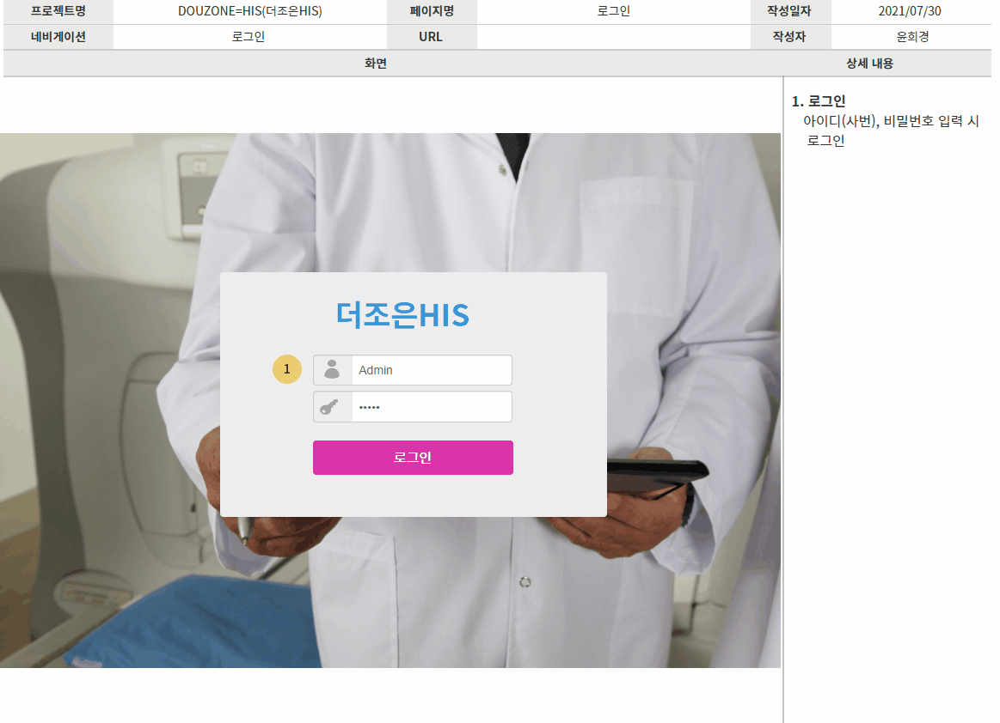 프로젝트명 DOUZONE=HIS(더조은HIS) 페이지명 로그인 작성일자 2021/07/30
네비게이션 로그인 URL 작성자 윤희경
화면 상세 내용
1. 로그인
아이디(사번), 비밀번호 입력 시
로그인
더조은HIS
1 Admin
•••••
로그인